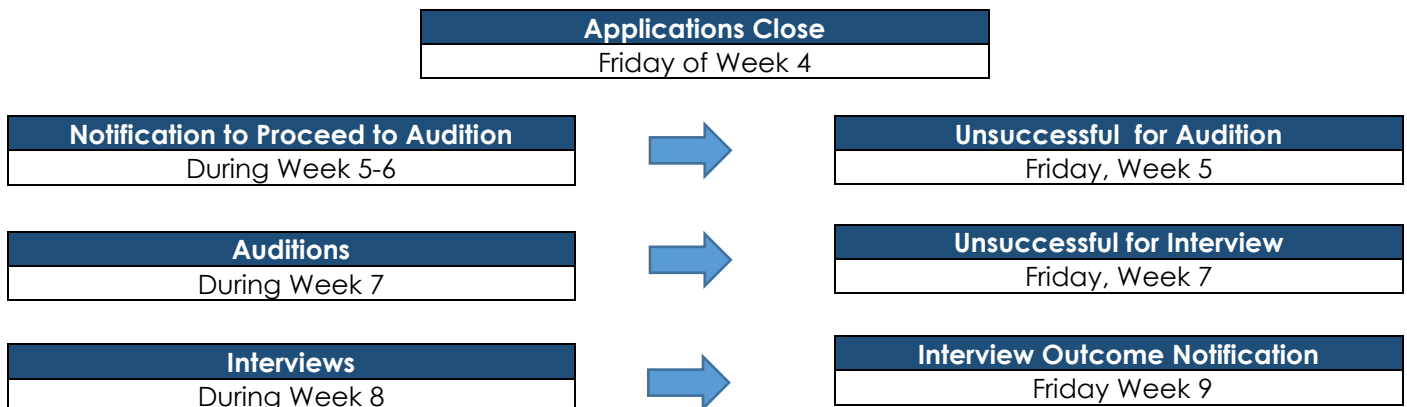 Applications Close
Friday of Week 4
Notification to Proceed to Audition
During Week 5-6
Unsuccessful for Audition
Friday, Week 5
Auditions
During Week 7
Unsuccessful for Interview
Friday, Week 7
Interviews
During Week 8
Interview Outcome Notification
Friday Week 9